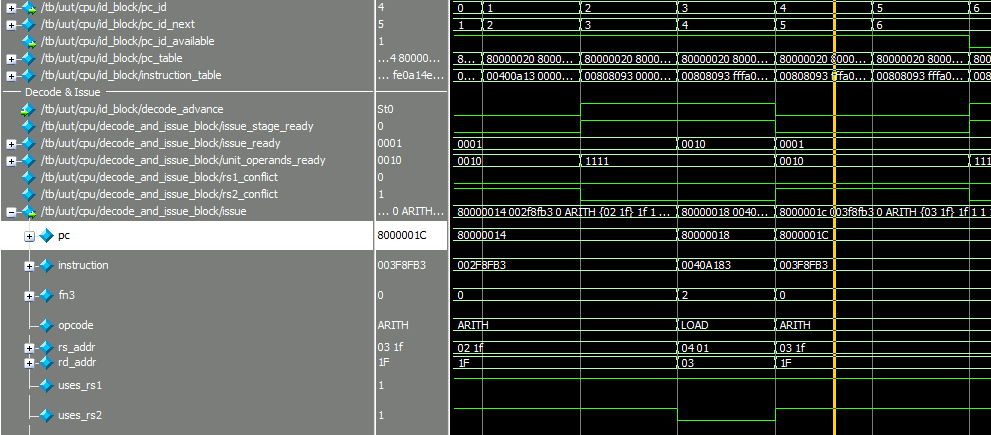 /tb/uut/cpu/id_block/pc_id 4 0 1 2 3 4 5 6
/tb/uut/cpu/id_block/pc_id_next 5 1 2 3 4 5 6
/tb/uut/cpu/id_block/pc_id_available 1
/tb/uut/cpu/id_block/pc_table ...4 80000... 8... 80000020 8000... 80000020 8000... 80000020 8000... 80000020 8000... 80000020 8000... 80
/tb/uut/cpu/id_block/instruction_table ... fe0a14e... 0... 00400a13 0000... 00808093 0000... 00808093 fffa0... 00808093 fffa0... 00808093 fffa0... 00
Decode & Issue
/tb/uut/cpu/id_block/decode_advance St0
/tb/uut/cpu/decode_and_issue_block/issue_stage_ready 0
/tb/uut/cpu/decode_and_issue_block/issue_ready 0001 0001 0010 0001
/tb/uut/cpu/decode_and_issue_block/unit_operands_ready 0010 0010 1111 0010 111
/tb/uut/cpu/decode_and_issue_block/rs1_conflict 0
/tb/uut/cpu/decode_and_issue_block/rs2_conflict 1
/tb/uut/cpu/decode_and_issue_block/issue ... 0 ARITH... 80000014 002f8fb3 0 ARITH {02 1f} 1f 1 ... 80000018 0040... 8000001c 003f8fb3 0 ARITH {03 1f} 1f 1 1 1
pc 8000001C 80000014 80000018 8000001C
instruction 003F8FB3 002F8FB3 0040A183 003F8FB3
fn3 0 0 2 0
opcode ARITH ARITH LOAD ARITH
rs_addr 03 1f 02 1f 04 01 03 1f
rd_addr 1F 1F 03 1F
uses_rs1 1
uses_rs2 1